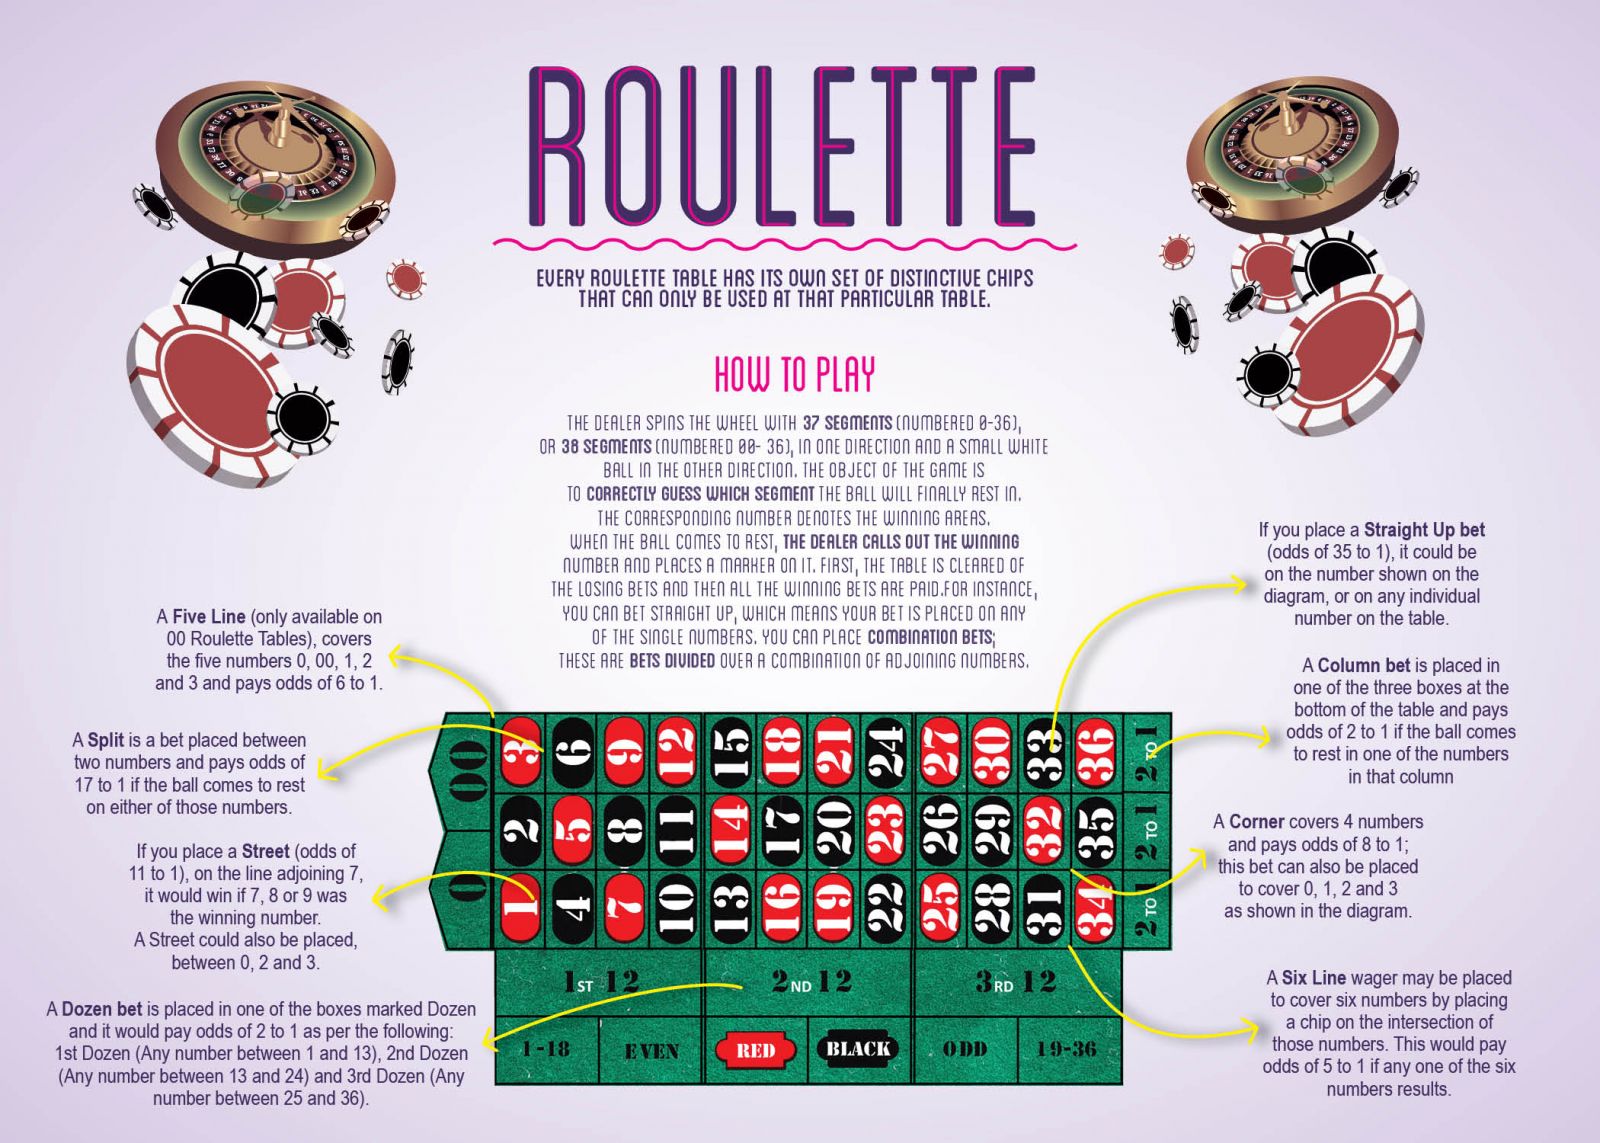 ROULETTE
EVERY ROULETTE TABLE HAS ITS OWN SET OF DISTINCTIVE CHIPS
THAT CAN ONLY BE USED AT THAT PARTICULAR TABLE.
HOW TO PLAY
THE DEALER SPINS THE WHEEL WITH 37 SEGMENTS (NUMBERED 0-36),
OR 38 SEGMENTS (NUMBERED 00- 36), IN ONE DIRECTION AND A SMALL WHITE
BALL IN THE OTHER DIRECTION. THE OBJECT OF THE GAME IS
TO CORRECTLY GUESS WHICH SEGMENT THE BALL WILL FINALLY REST IN.
THE CORRESPONDING NUMBER DENOTES THE WINNING AREAS.
WHEN THE BALL COMES TO REST, THE DEALER CALLS OUT THE WINNING
NUMBER AND PLACES A MARKER ON IT. FIRST, THE TABLE IS CLEARED OF
THE LOSING BETS AND THEN ALL THE WINNING BETS ARE PAID.FOR INSTANCE,
YOU CAN BET STRAIGHT UP, WHICH MEANS YOUR BET IS PLACED ON ANY
OF THE SINGLE NUMBERS. YOU CAN PLACE COMBINATION BETS;
THESE ARE BETS DIVIDED OVER A COMBINATION OF ADJOINING NUMBERS.
A Five Line (only available on
00 Roulette Tables), covers
the five numbers 0, 00, 1, 2
and 3 and pays odds of 6 to 1.
A Split is a bet placed between
two numbers and pays odds of
17 to 1 if the ball comes to rest
on either of those numbers.
If you place a Street (odds of
11 to 1), on the line adjoining 7,
it would win if 7, 8 or 9 was
the winning number.
A Street could also be placed,
between 0, 2 and 3.
A Dozen bet is placed in one of the boxes marked Dozen
and it would pay odds of 2 to 1 as per the following:
1st Dozen (Any number between 1 and 13), 2nd Dozen
(Any number between 13 and 24) and 3rd Dozen (Any
number between 25 and 36).
If you place a Straight Up bet
(odds of 35 to 1), it could be
on the number shown on the
diagram, or on any individual
number on the table.
A Column bet is placed in
one of the three boxes at the
bottom of the table and pays
odds of 2 to 1 if the ball comes
to rest in one of the numbers
in that column
A Corner covers 4 numbers
and pays odds of 8 to 1;
this bet can also be placed
to cover 0, 1, 2 and 3
as shown in the diagram.
A Six Line wager may be placed
to cover six numbers by placing
a chip on the intersection of
those numbers. This would pay
odds of 5 to 1 if any one of the six
numbers results.
00 3 6 9 12 15 18 21 24 27 30 33 36 2 TO 1
2 5 8 11 14 17 20 23 26 29 32 35 2 TO 1
0 1 4 7 10 13 16 19 22 25 28 31 34 2 TO 1
1ST 12 2ND 12 3RD 12
1-18 EVEN RED BLACK ODD 19-36